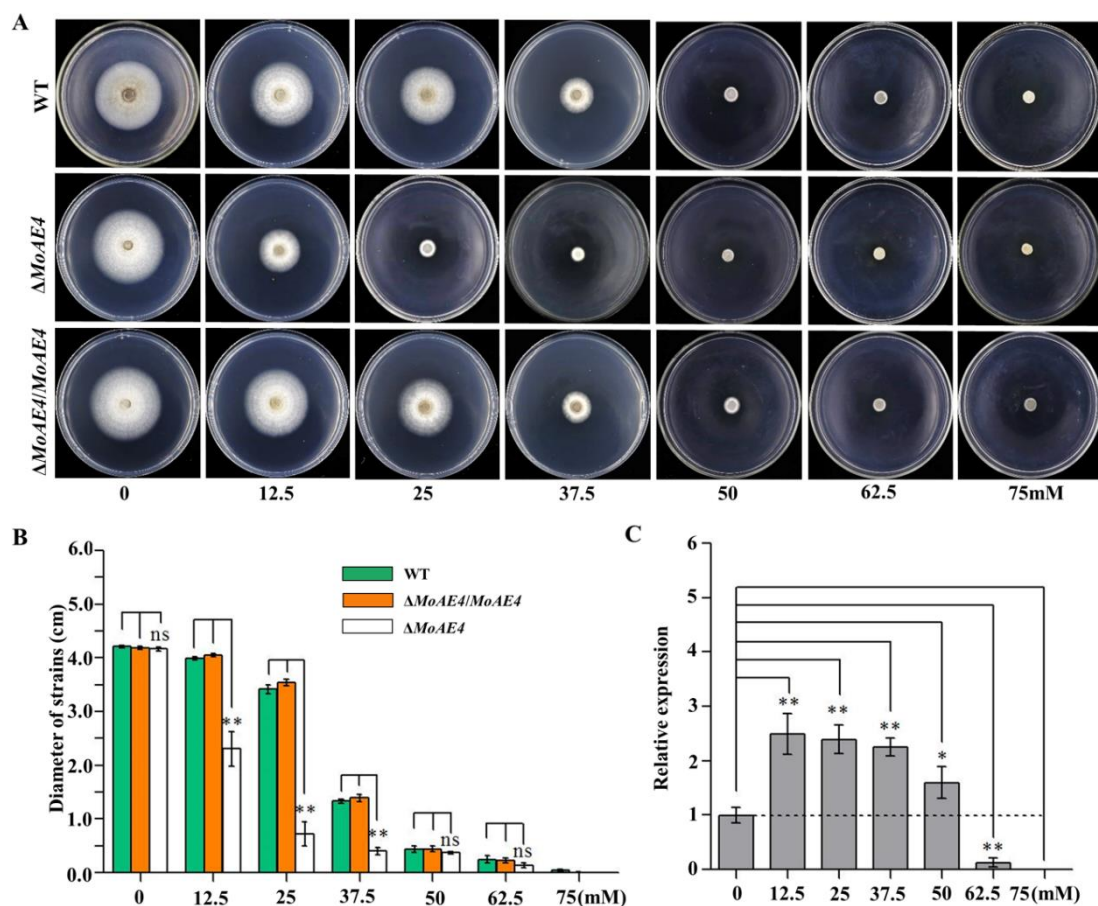 A
WT
ΔMoAE4
ΔMoAE4/MoAE4
0 12.5 25 37.5 50 62.5 75mM
B
Diameter of strains (cm)
6.0
5.0
4.0
3.0
2.0
1.0
0.0
WT
ΔMoAE4/MoAE4
ΔMoAE4
ns
**
**
**
ns
ns
0 12.5 25 37.5 50 62.5 75(mM)
C
Relative expression
6
5
4
3
2
1
0
**
**
**
*
**
0 12.5 25 37.5 50 62.5 75(mM)